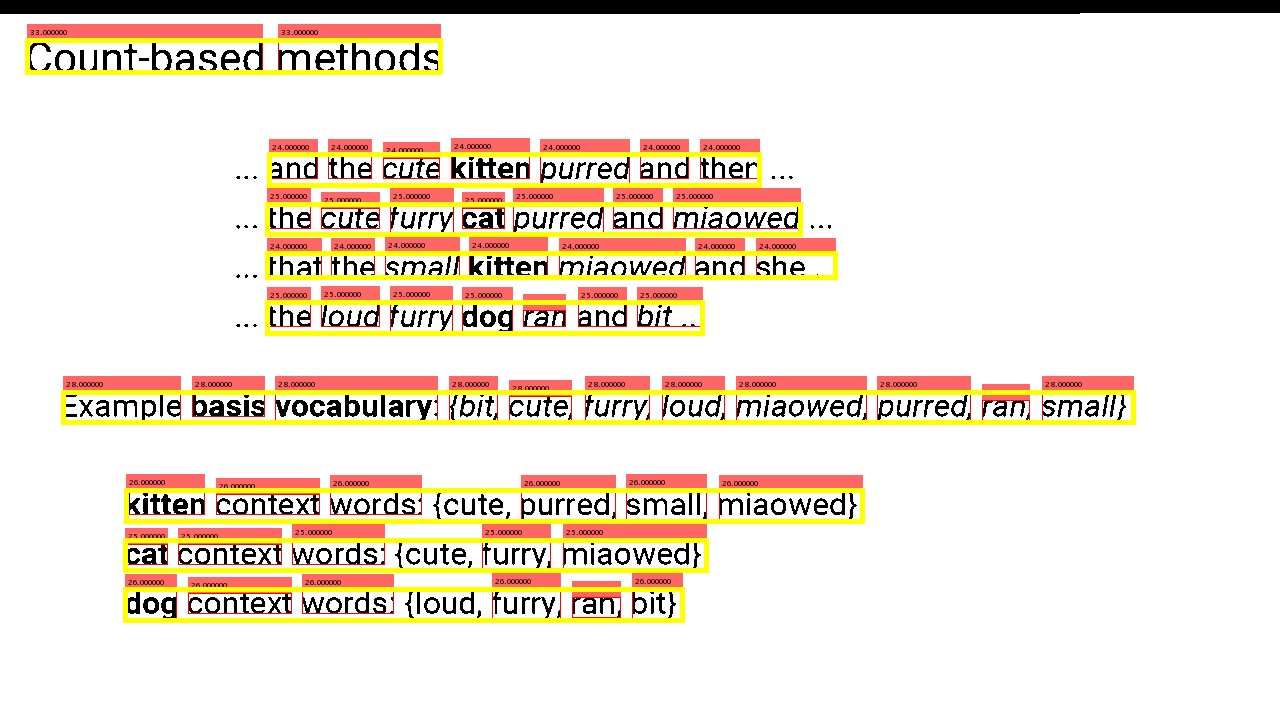 Count-based methods
... and the cute kitten purred and then ...
... the cute furry cat purred and miaowed ...
... that the small kitten miaowed and she ..
... the loud furry dog ran and bit ...
Example basis vocabulary: {bit, cute, furry, loud, miaowed, purred, ran, small}
kitten context words: {cute, purred, small, miaowed}
cat context words: {cute, furry, miaowed}
dog context words: {loud, furry, ran, bit}